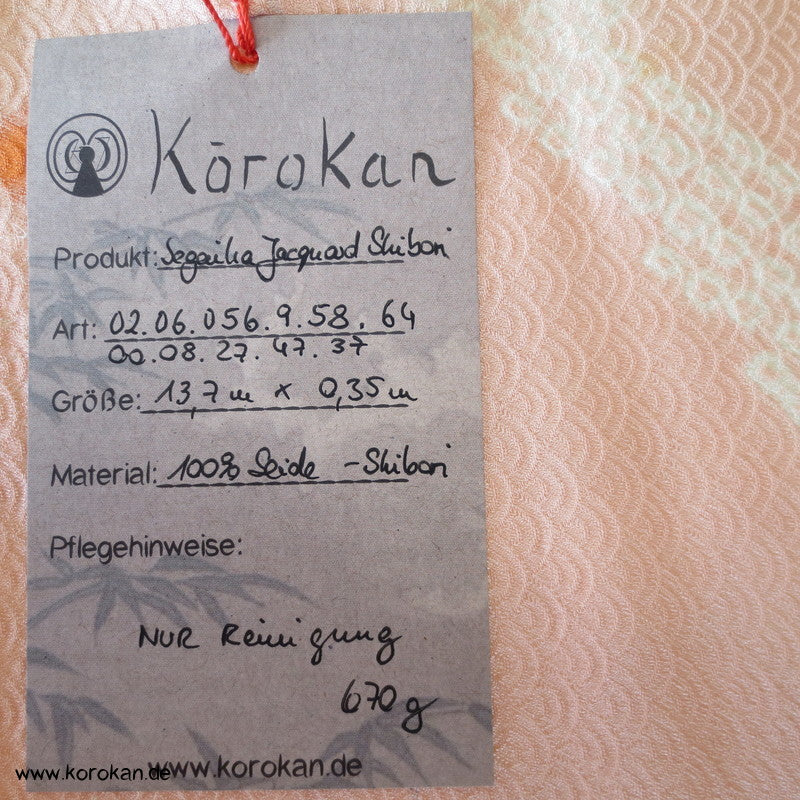 Kōrokan
Produkt: Segaiha Jacquard Shibori
Art: 02.06.056.9.58.64
00.08.27.47.37
Größe: 13,7 m x 0,35 m
Material: 100% Seide - Shibori
Pflegehinweise:
NUR Reinigung
670 g
www.korokan.de
www.korokan.de